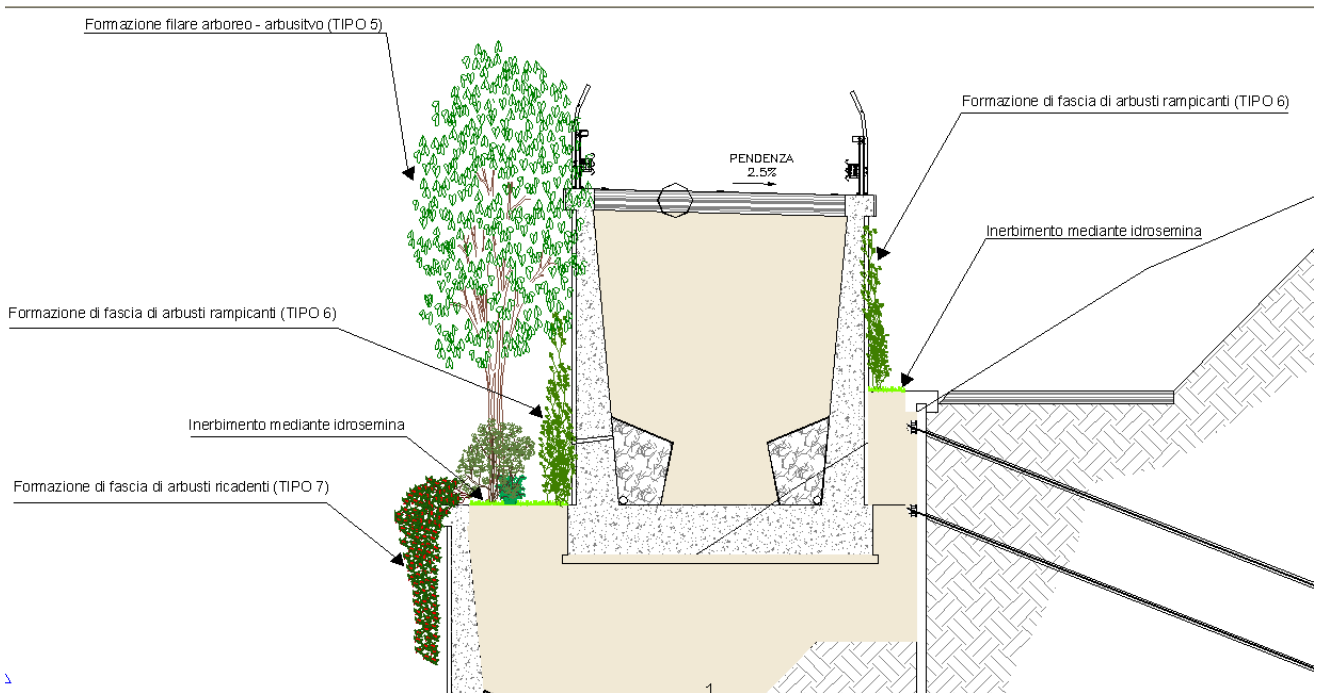 Formazione filare arboreo - arbusitvo (TIPO 5)
Formazione di fascia di arbusti rampicanti (TIPO 6)
PENDENZA
2.5%
Inerbimento mediante idrosemina
Formazione di fascia di arbusti rampicanti (TIPO 6)
Inerbimento mediante idrosemina
Formazione di fascia di arbusti ricadenti (TIPO 7)
1